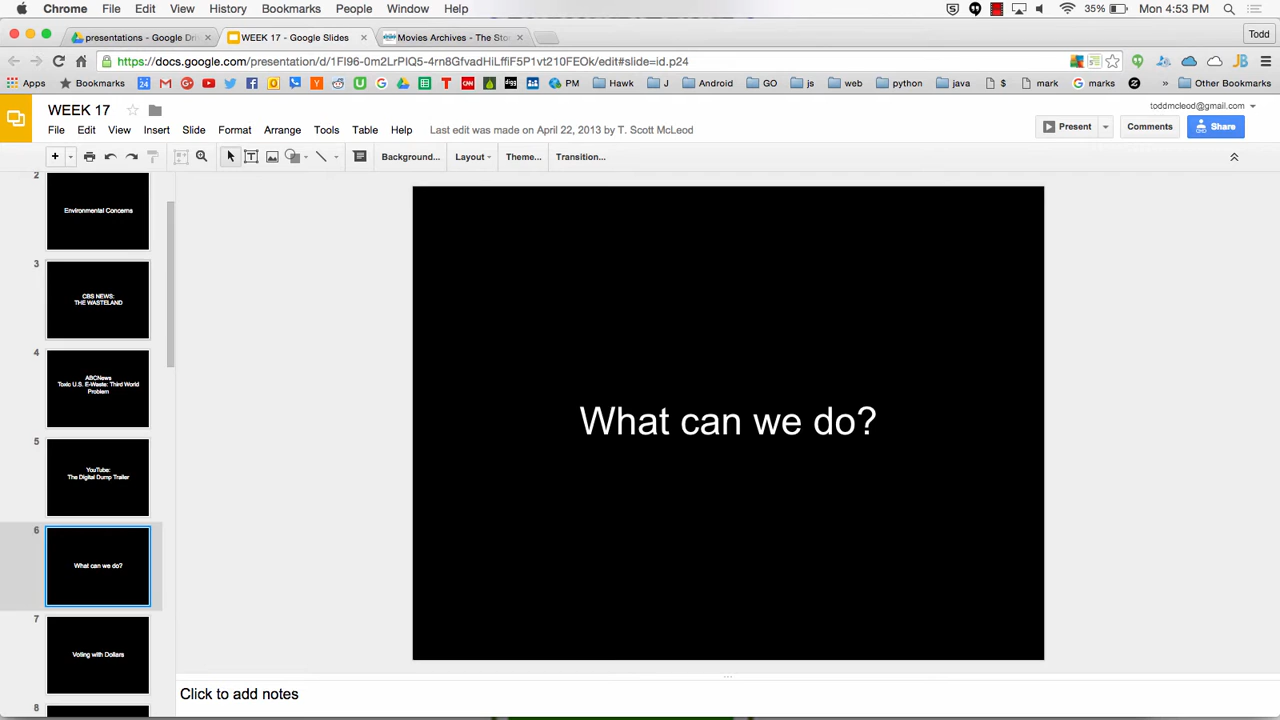 Chrome File Edit View History Bookmarks People Window Help 35% Mon 4:53 PM
presentations - Google Dri
WEEK 17 - Google Slides
Movies Archives - The Sto
Todd
https://docs.google.com/presentation/d/1FI96-0m2LrPIQ5-4rn8GfvadHiLffiF5P1vt210FEOk/edit#slide=id.p24
Apps Bookmarks PM Hawk J Android GO js web python java $ mark marks » Other Bookmarks
WEEK 17
toddmcleod@gmail.com
File Edit View Insert Slide Format Arrange Tools Table Help Last edit was made on April 22, 2013 by T. Scott McLeod
Present Comments Share
Background... Layout Theme... Transition...
2
Environmental Concerns
3
CBS NEWS:
THE WASTELAND
4
ABCNews
Toxic U.S. E-Waste: Third World
Problem
5
YouTube:
The Digital Dump Trailer
6
What can we do?
7
Voting with Dollars
8
What can we do?
Click to add notes